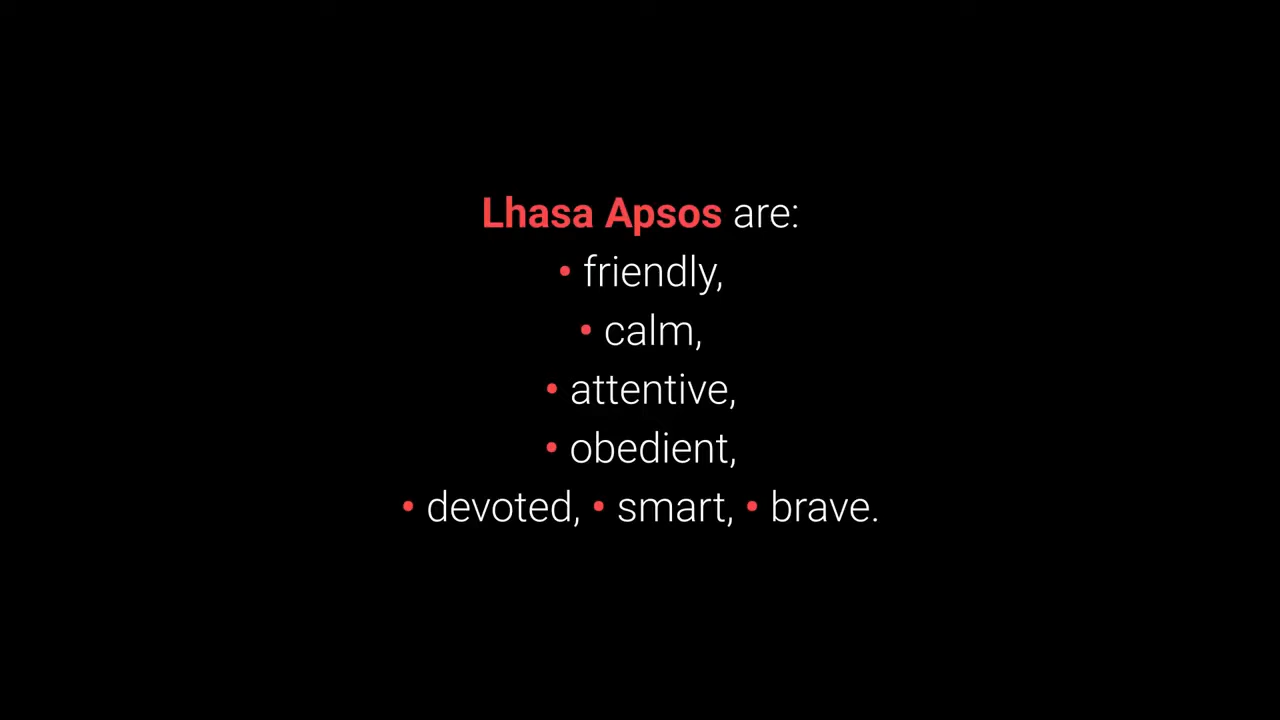 Lhasa Apsos are:
• friendly,
• calm,
• attentive,
• obedient,
• devoted, • smart, • brave.